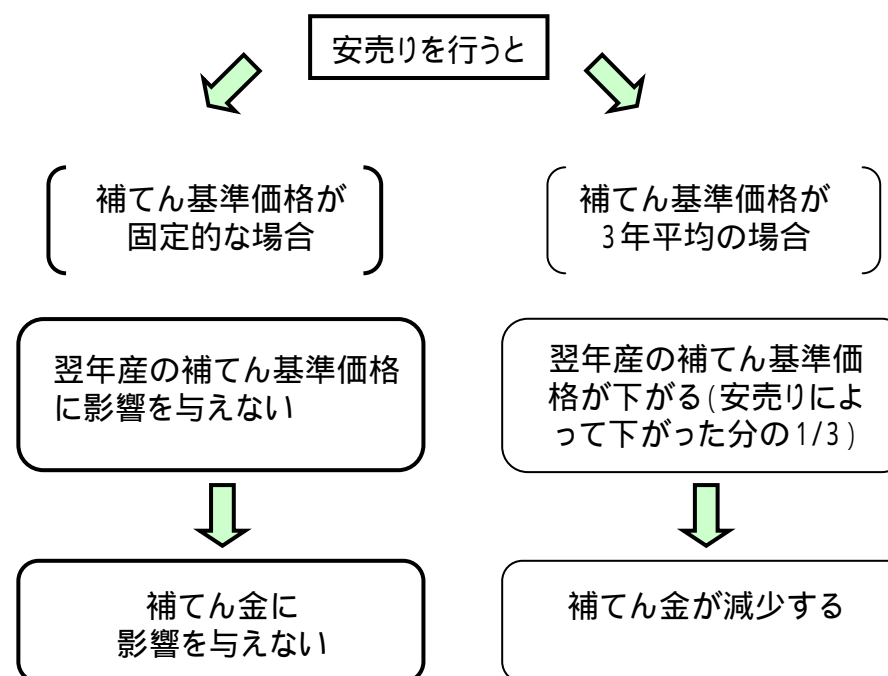 安売りを行うと
補てん基準価格が
固定的な場合
補てん基準価格が
3年平均の場合
翌年産の補てん基準価格
に影響を与えない
翌年産の補てん基準価
格が下がる(安売りによ
って下がった分の1/3)
補てん金に
影響を与えない
補てん金が減少する